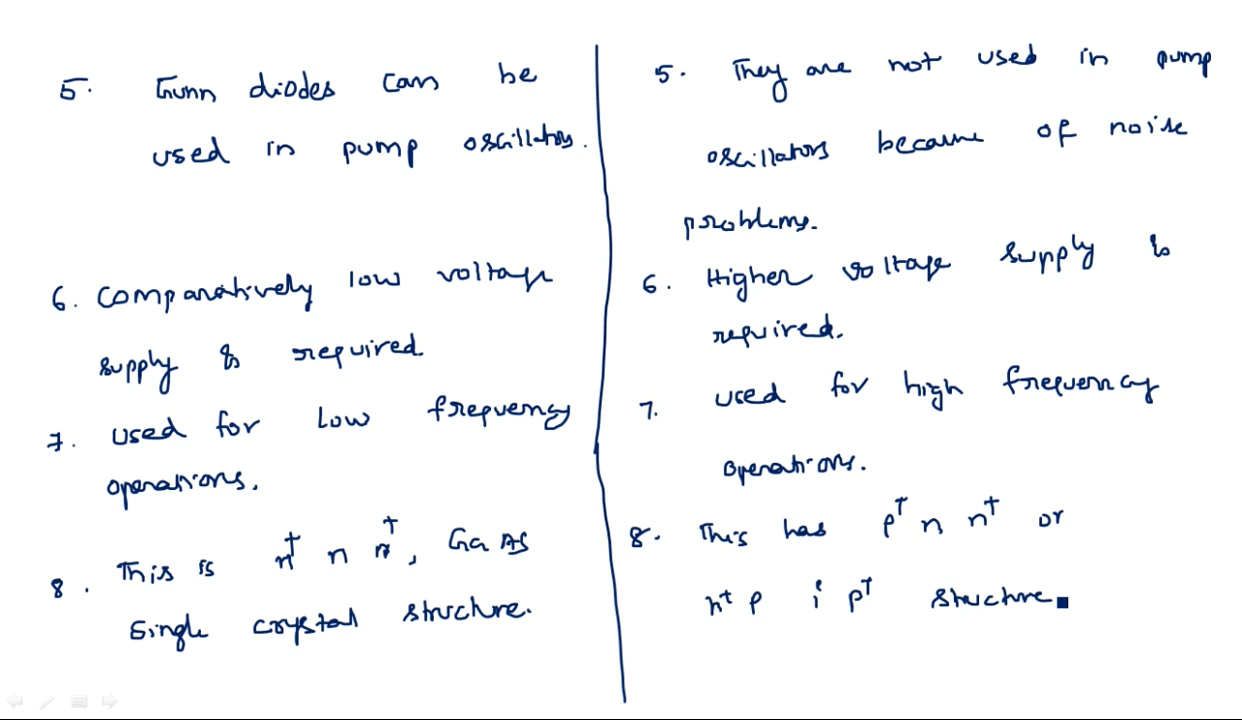 5. Gunn diodes can be
used in pump oscillators.
6. Comparatively low voltage
supply is required.
7. used for Low frequency
operations.
8. This is n⁺ n n⁺, GaAs
Single crystal structure.
5. They are not used in pump
oscillators because of noise
problems.
6. Higher voltage supply is
required.
7. used for high frequency
operations.
8. This has p⁺ n n⁺ or
n⁺ p i p⁺ structure.